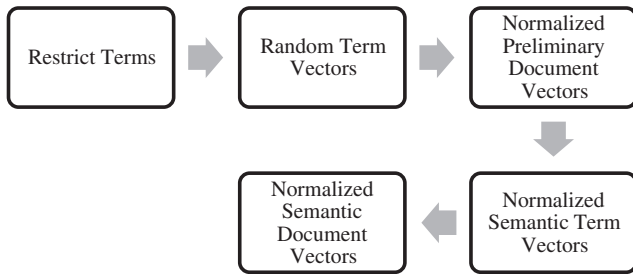 Restrict Terms
Random Term
Vectors
Normalized
Preliminary
Document
Vectors
Normalized
Semantic Term
Vectors
Normalized
Semantic
Document
Vectors